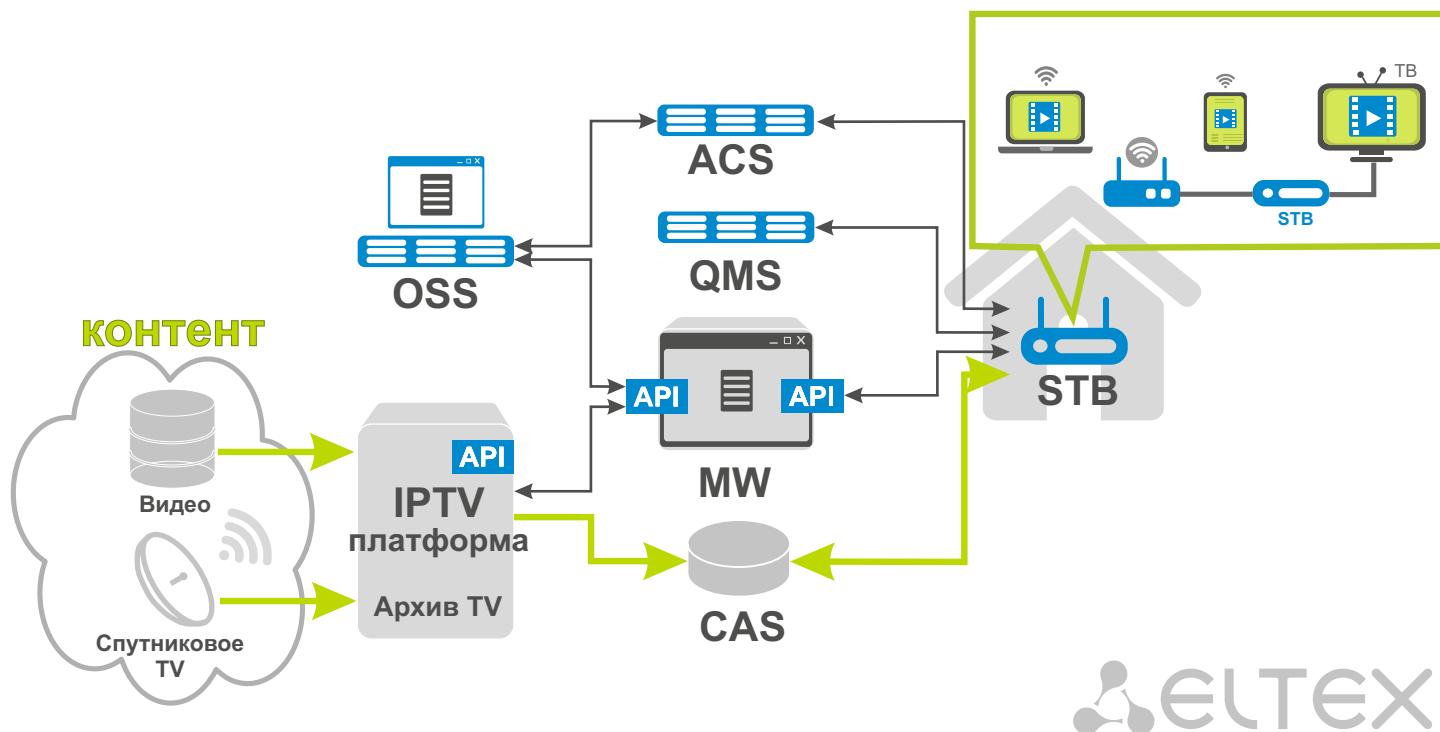 ТВ
STB
ACS
OSS
QMS
контент
API
API
STB
API
MW
IPTV
платформа
Видео
Архив TV
CAS
Спутниковое
TV
ELTEX